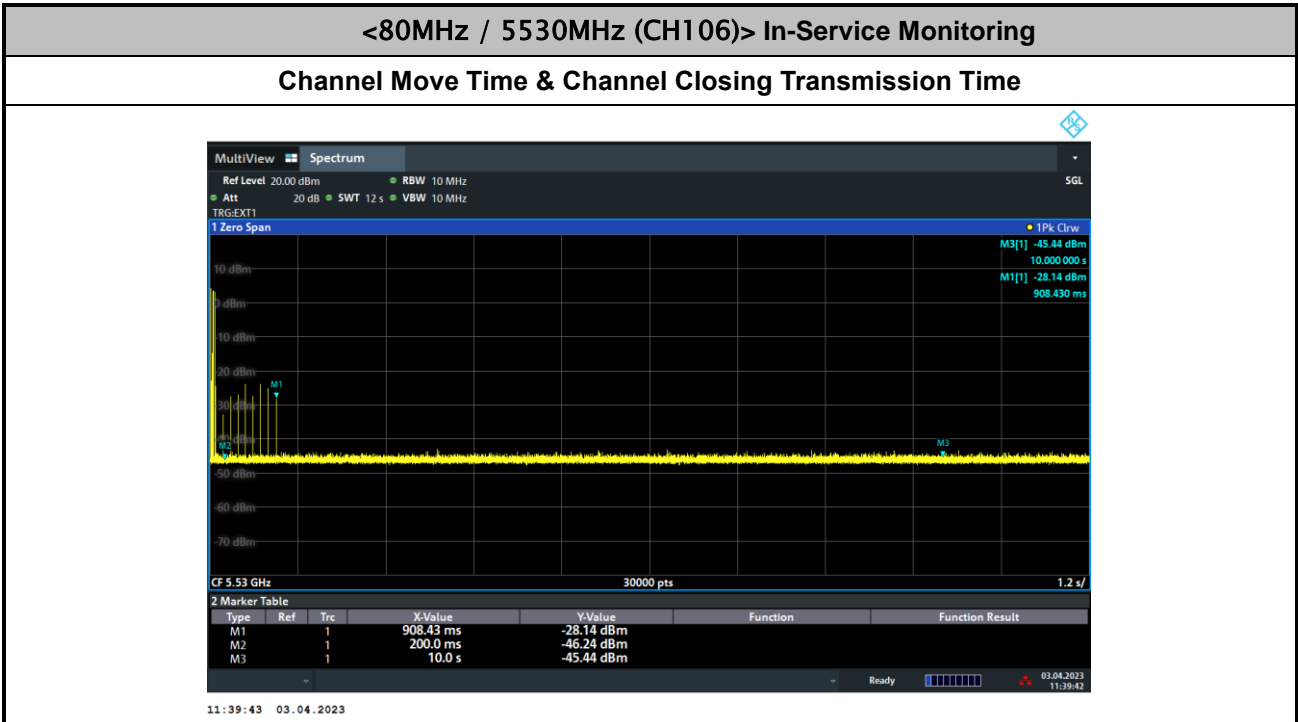 <80MHz / 5530MHz (CH106)> In-Service Monitoring
Channel Move Time & Channel Closing Transmission Time
R&S
MultiView Spectrum
Ref Level 20.00 dBm RBW 10 MHz SGL
Att 20 dB SWT 12 s VBW 10 MHz
TRG:EXT1
1 Zero Span 1Pk Clrw
M3[1] -45.44 dBm
10.000 000 s
M1[1] -28.14 dBm
908.430 ms
10 dBm
0 dBm
-10 dBm
-20 dBm
M1
-30 dBm
-40 dBm
M2
M3
-50 dBm
-60 dBm
-70 dBm
CF 5.53 GHz 30000 pts 1.2 s/
2 Marker Table
Type Ref Trc X-Value Y-Value Function Function Result
M1 1 908.43 ms -28.14 dBm
M2 1 200.0 ms -46.24 dBm
M3 1 10.0 s -45.44 dBm
Ready 03.04.2023
11:39:42
11:39:43 03.04.2023